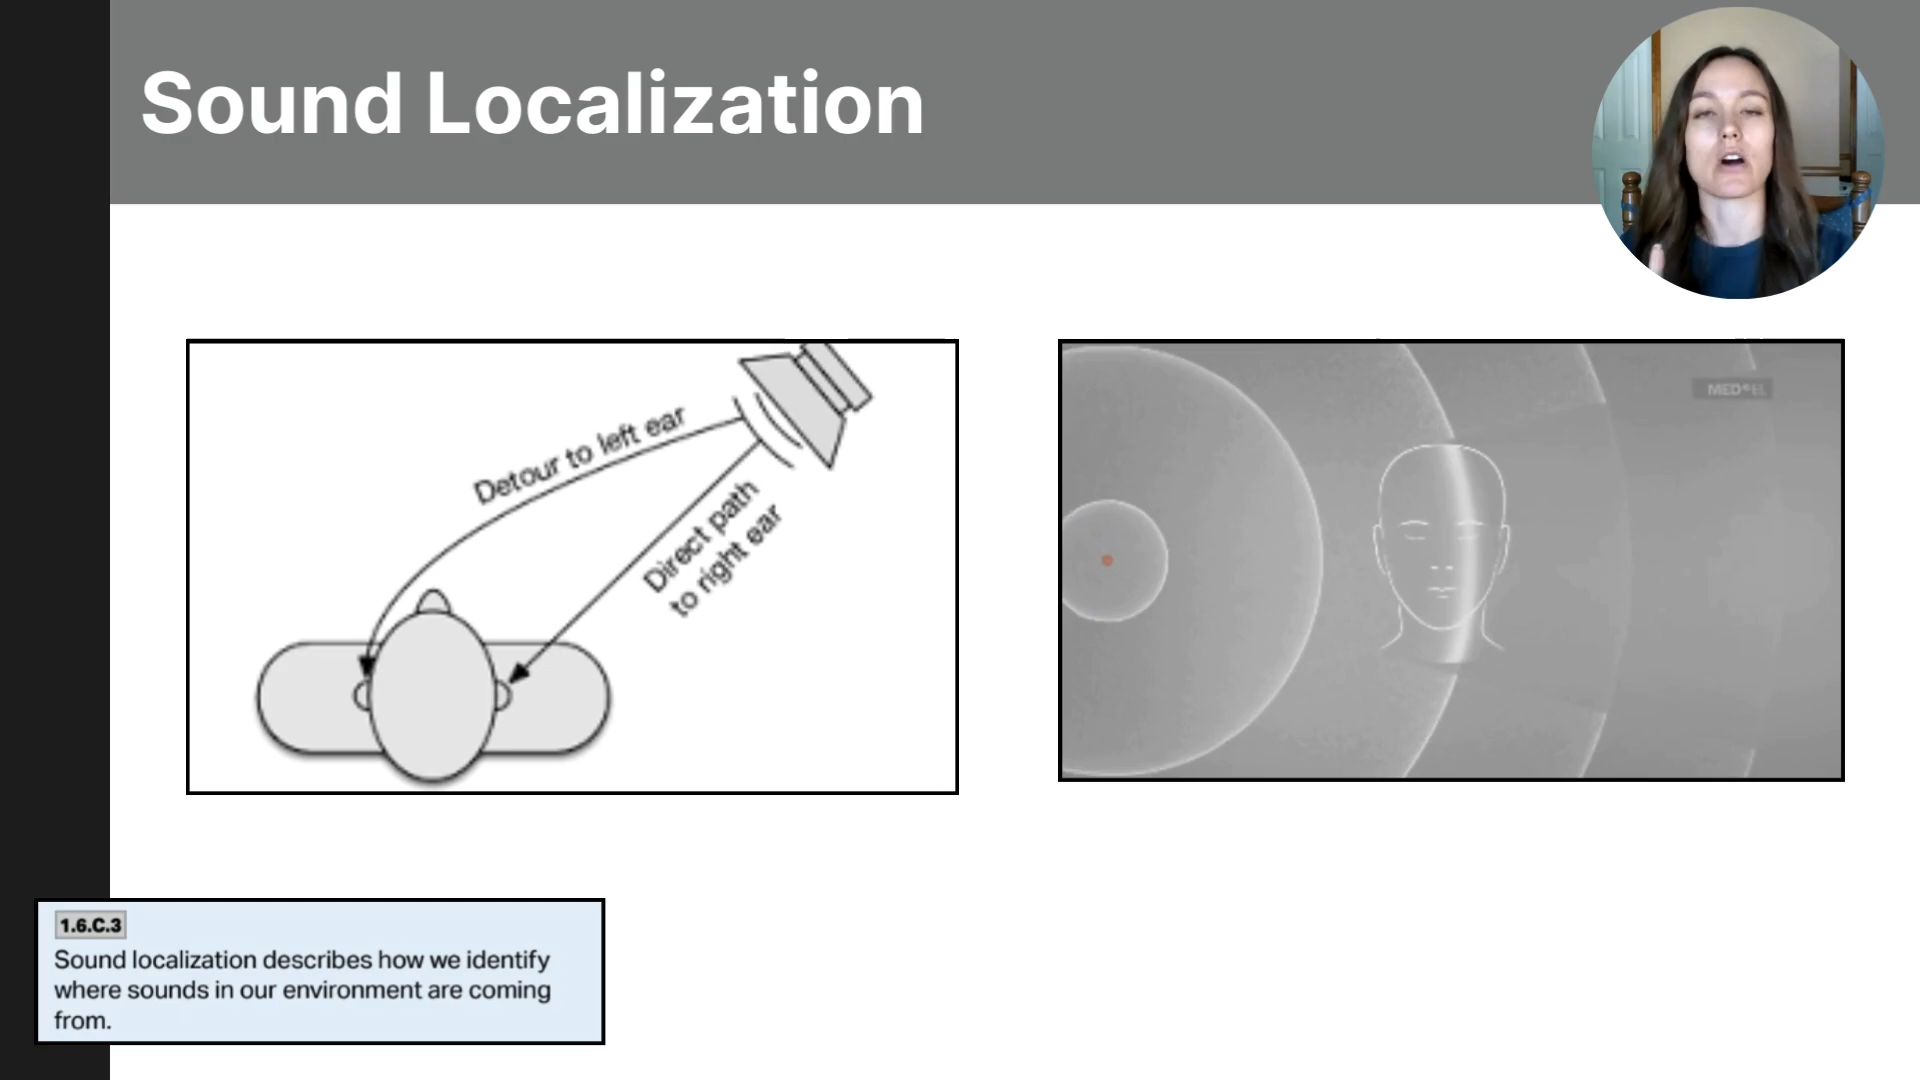 Sound Localization
Detour to left ear
Direct path
to right ear
MED•EL
1.6.C.3
Sound localization describes how we identify
where sounds in our environment are coming
from.